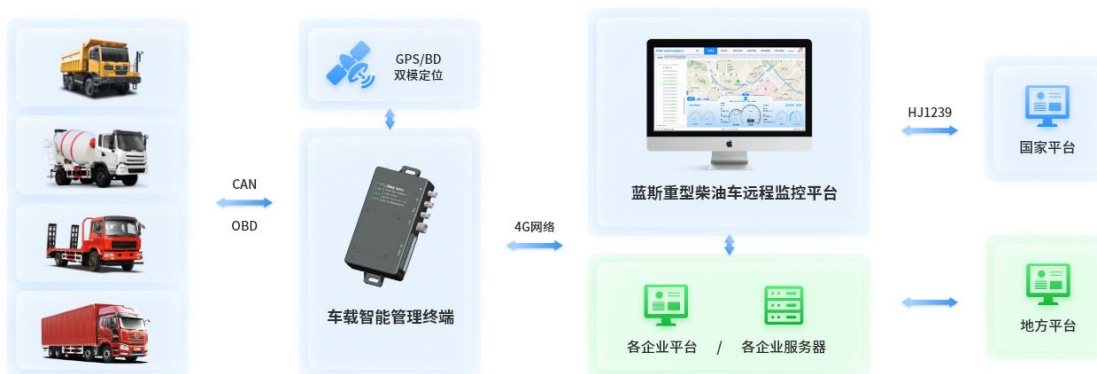 GPS/BD
双模定位
CAN
OBD
车载智能管理终端
4G网络
蓝斯重型柴油车远程监控平台
各企业平台 / 各企业服务器
HJ1239
国家平台
地方平台